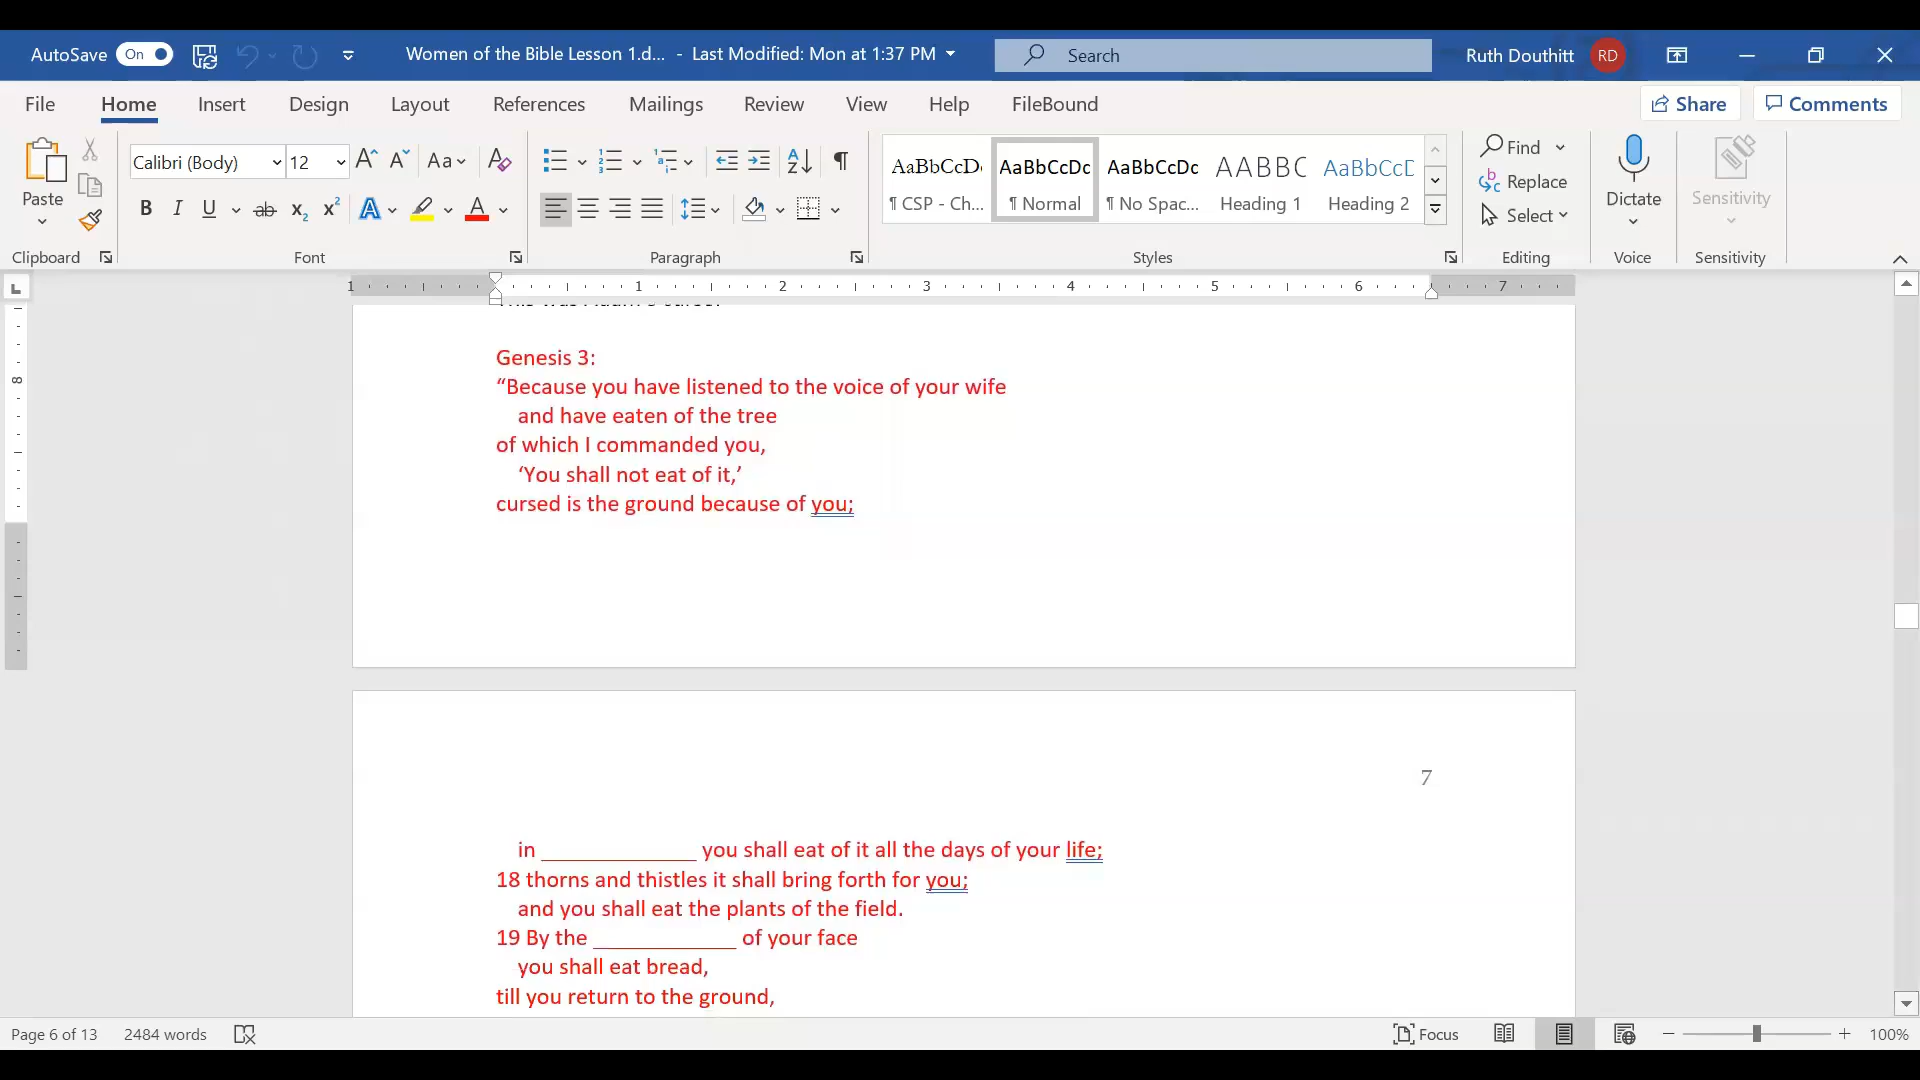 AutoSave On Women of the Bible Lesson 1.d... - Last Modified: Mon at 1:37 PM Search Ruth Douthitt RD
File Home Insert Design Layout References Mailings Review View Help FileBound Share Comments
Paste
Calibri (Body) 12 Aa
AaBbCcDc AaBbCcDc AaBbCcDc AABBC AaBbCcD
¶ CSP - Ch... ¶ Normal ¶ No Spac... Heading 1 Heading 2
Find
Replace
Select
Dictate
Sensitivity
Clipboard Font Paragraph Styles Editing Voice Sensitivity
1 1 2 3 4 5 6 7
8
Genesis 3:
“Because you have listened to the voice of your wife
and have eaten of the tree
of which I commanded you,
‘You shall not eat of it,’
cursed is the ground because of you;
7
in ______________ you shall eat of it all the days of your life;
18 thorns and thistles it shall bring forth for you;
and you shall eat the plants of the field.
19 By the _____________ of your face
you shall eat bread,
till you return to the ground,
Page 6 of 13 2484 words Focus 100%